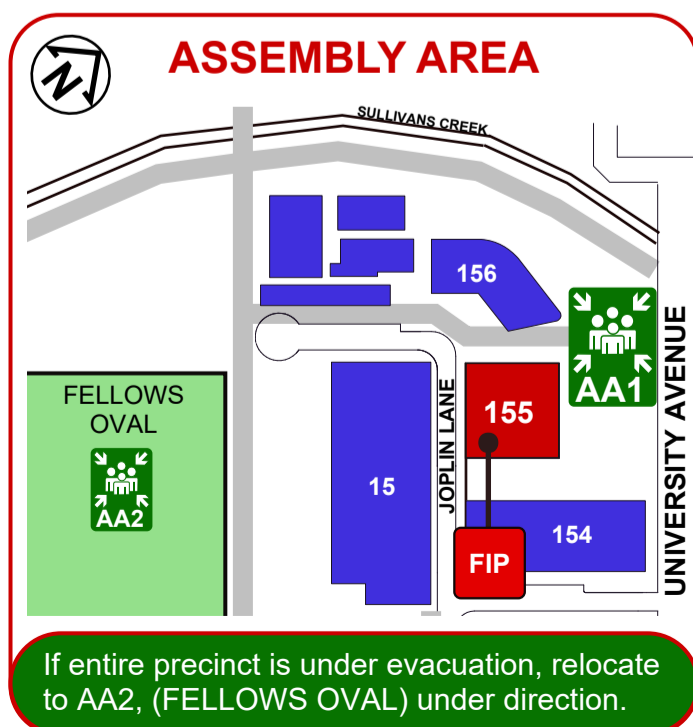 N
ASSEMBLY AREA
SULLIVANS CREEK
156
AA1
UNIVERSITY AVENUE
FELLOWS
OVAL
AA2
JOPLIN LANE
155
15
154
FIP
If entire precinct is under evacuation, relocate
to AA2, (FELLOWS OVAL) under direction.